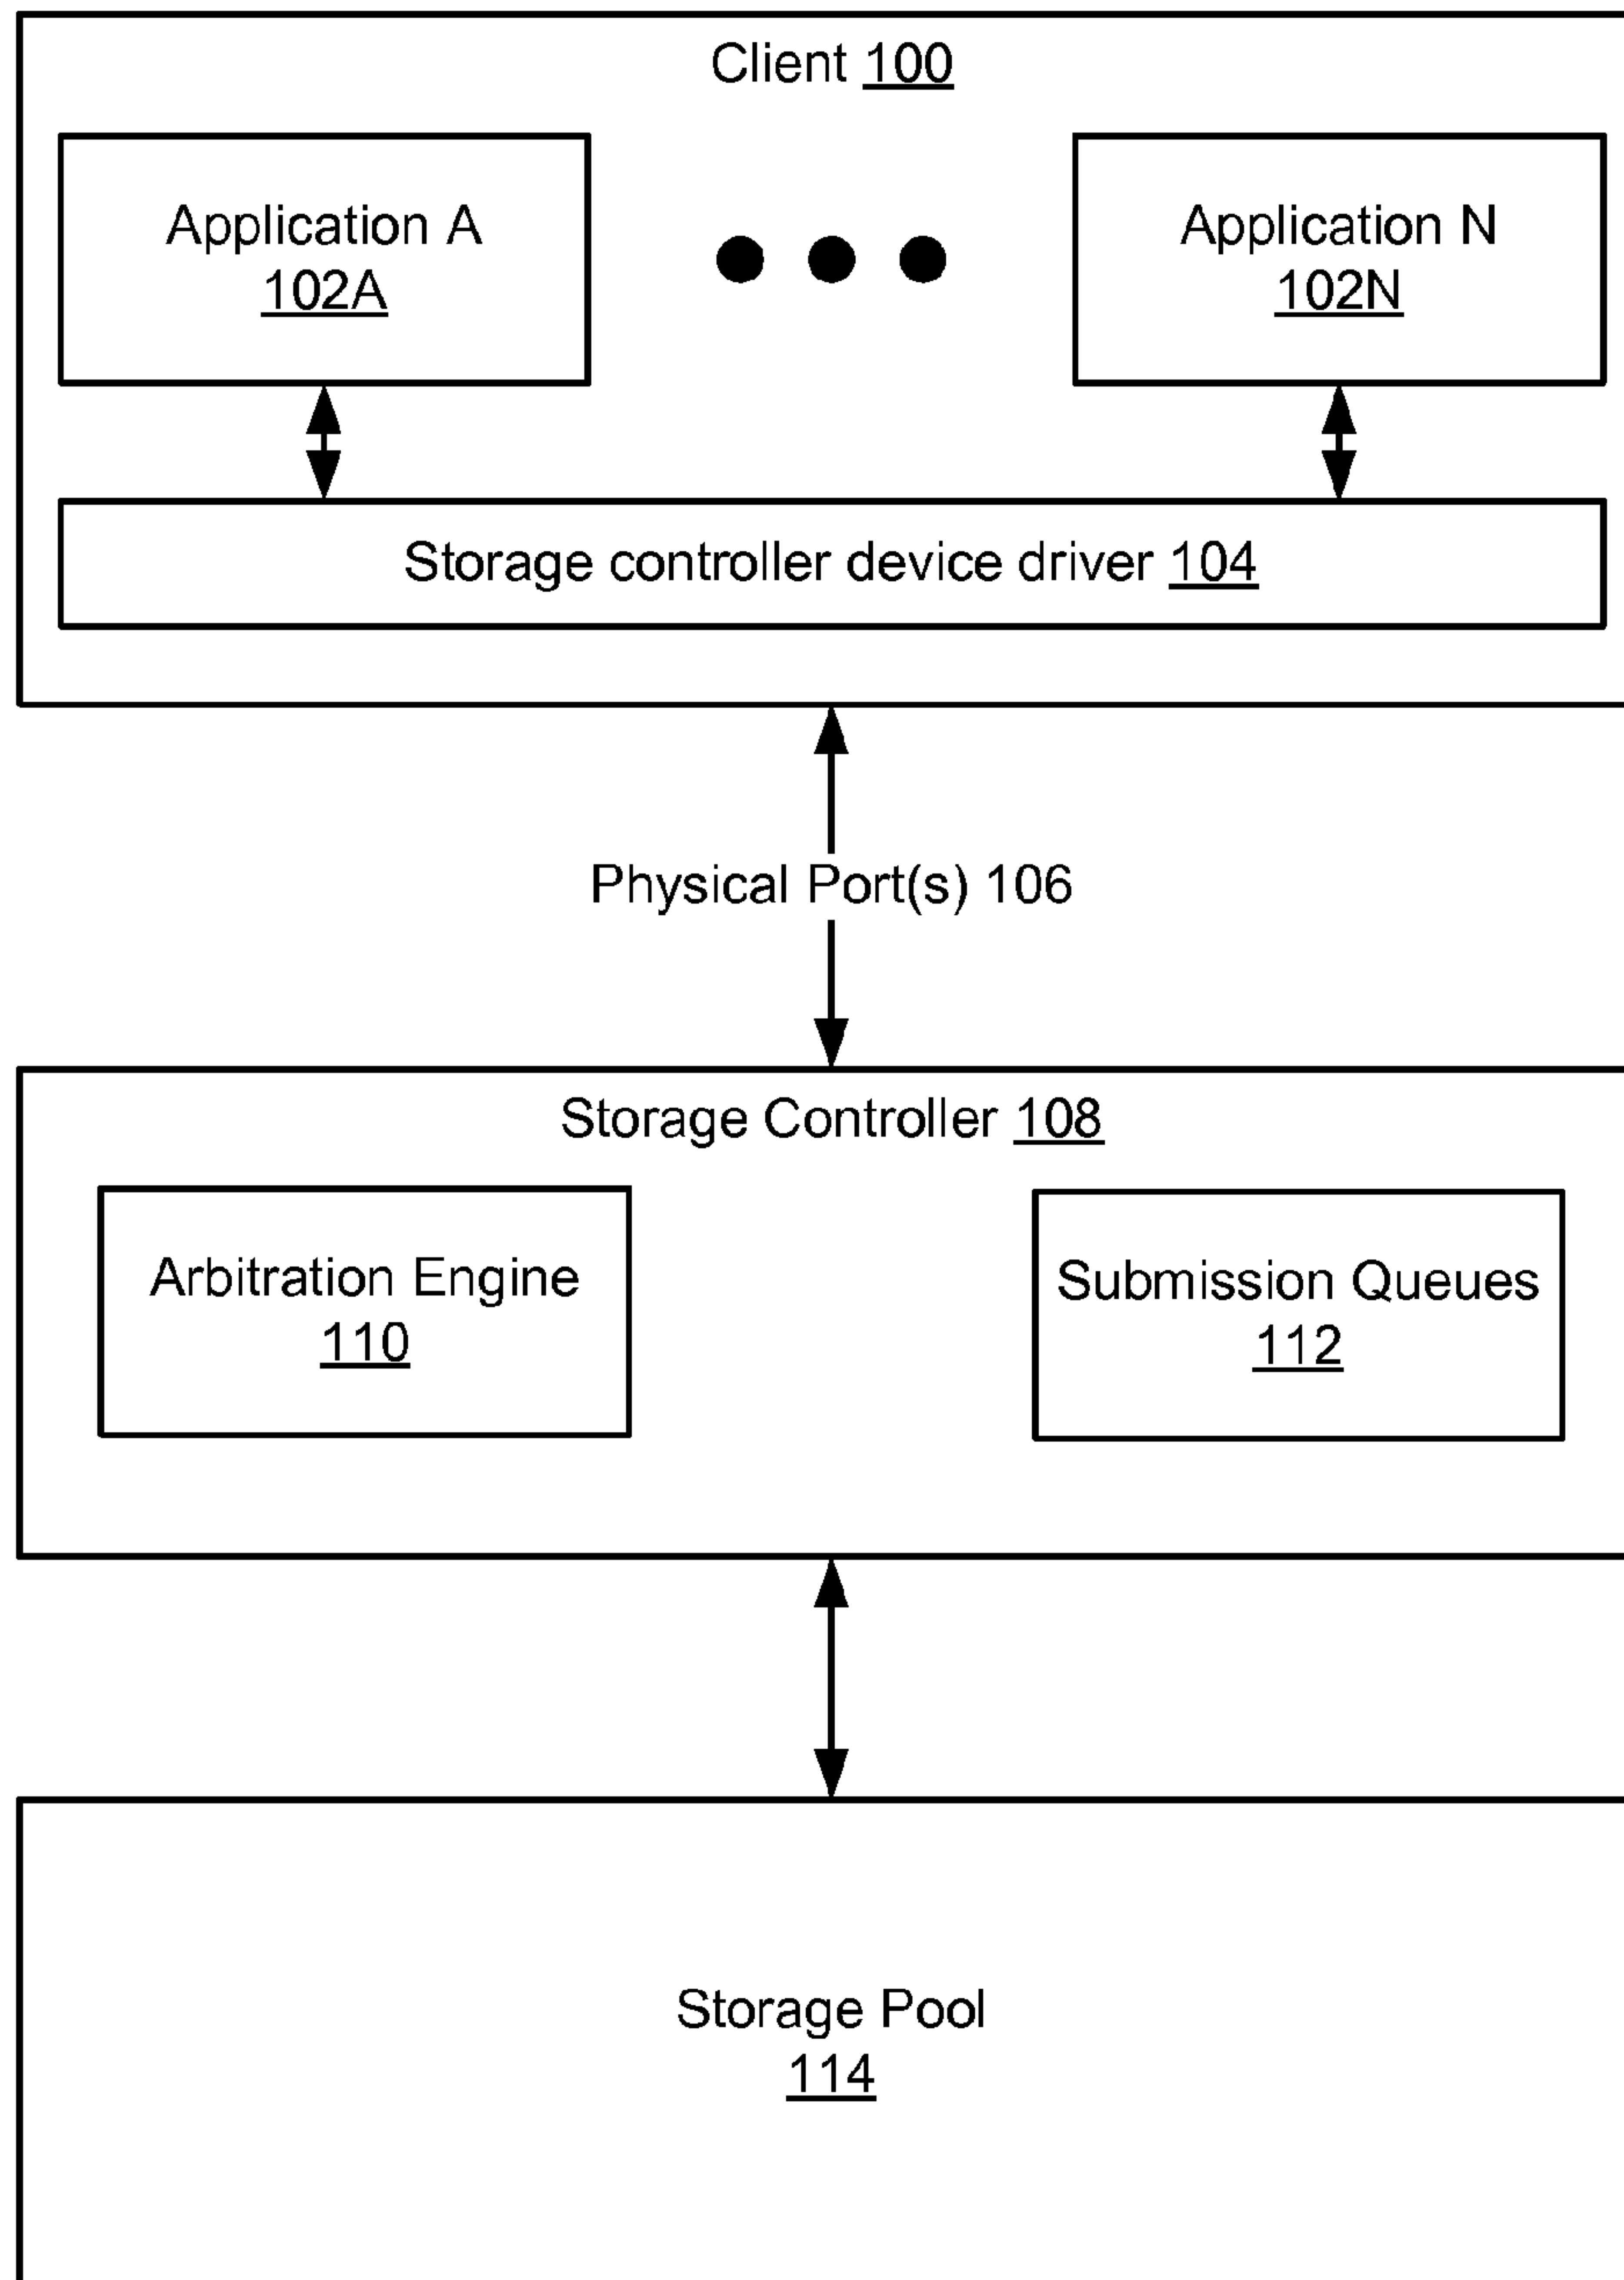 Client 100
Application A
102A
Application N
102N
Storage controller device driver 104
Physical Port(s) 106
Storage Controller 108
Arbitration Engine
110
Submission Queues
112
Storage Pool
114